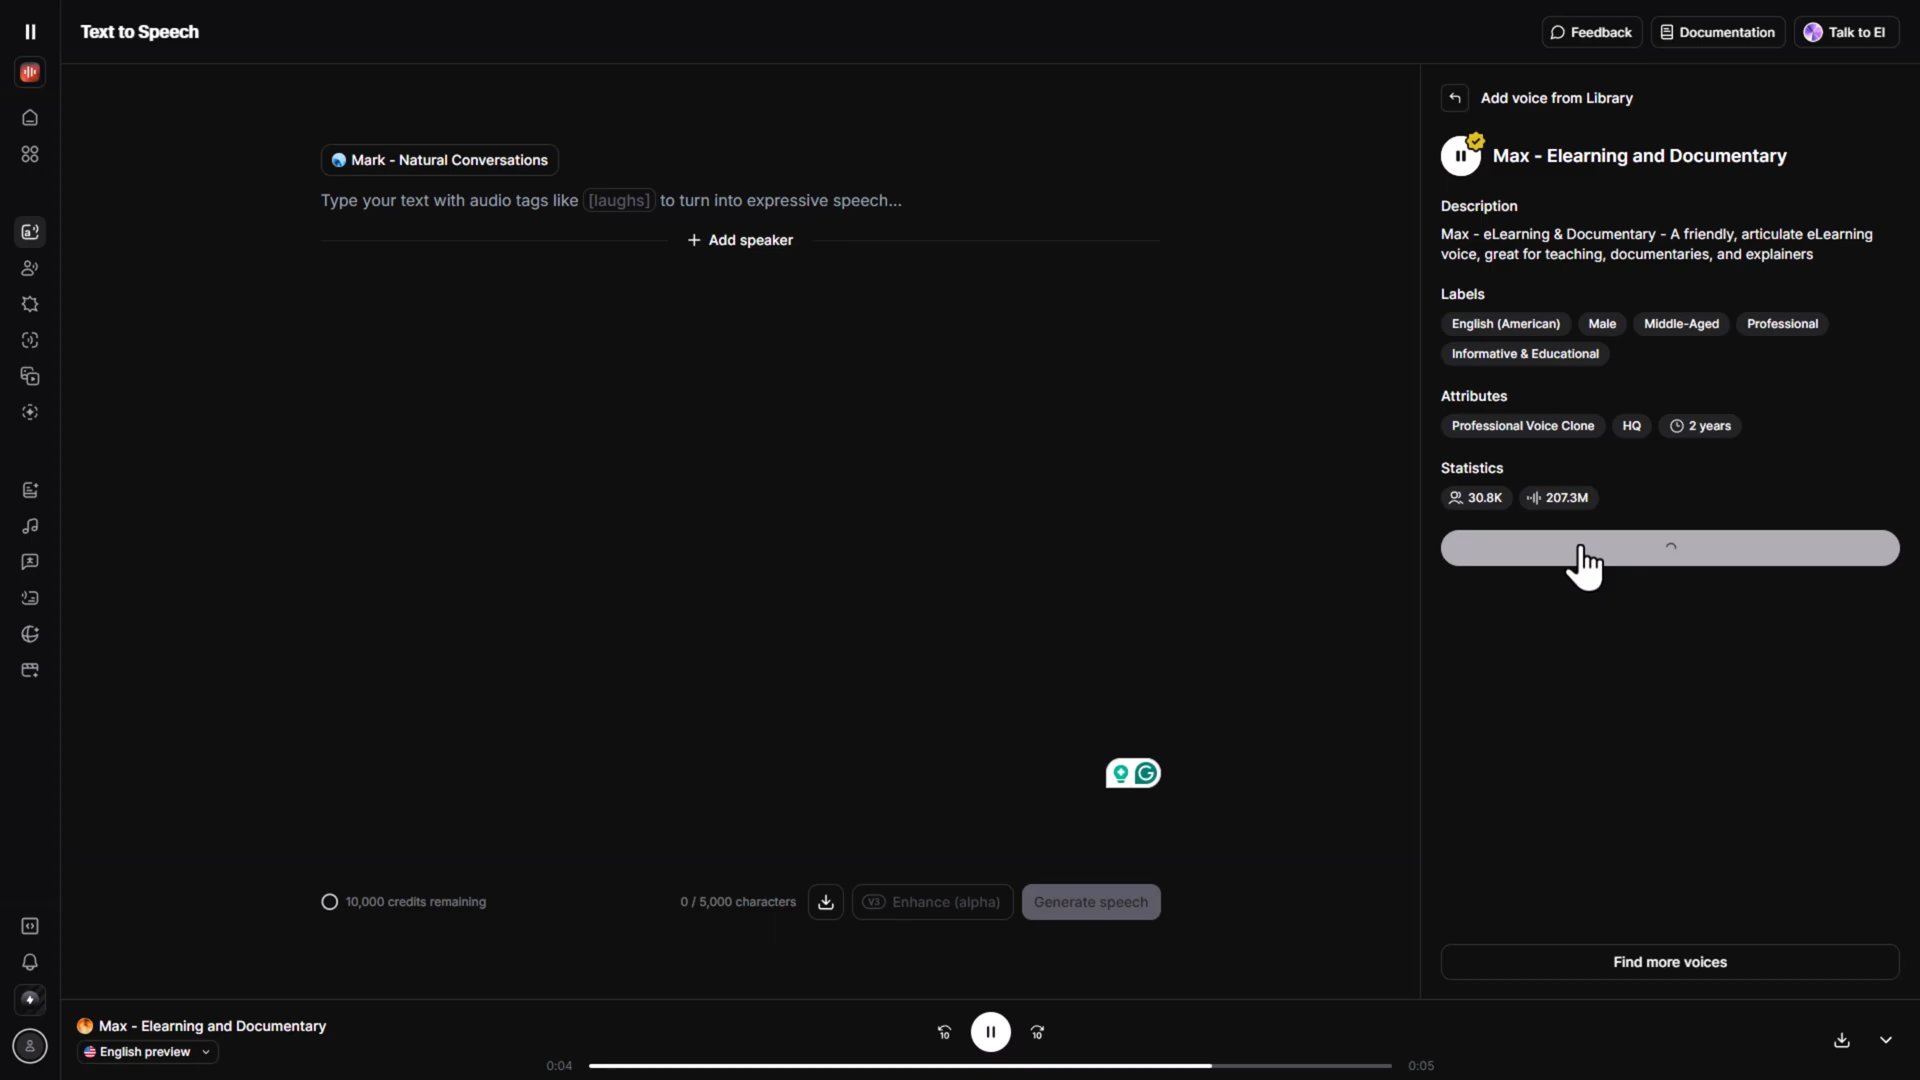 Text to Speech
Feedback
Documentation
Talk to El
Mark - Natural Conversations
Type your text with audio tags like [laughs] to turn into expressive speech...
+ Add speaker
Add voice from Library
Max - Elearning and Documentary
Description
Max - eLearning & Documentary - A friendly, articulate eLearning
voice, great for teaching, documentaries, and explainers
Labels
English (American) Male Middle-Aged Professional
Informative & Educational
Attributes
Professional Voice Clone HQ 2 years
Statistics
30.8K 207.3M
10,000 credits remaining
0 / 5,000 characters
V3 Enhance (alpha)
Generate speech
Find more voices
Max - Elearning and Documentary
English preview
10
10
0:04
0:05